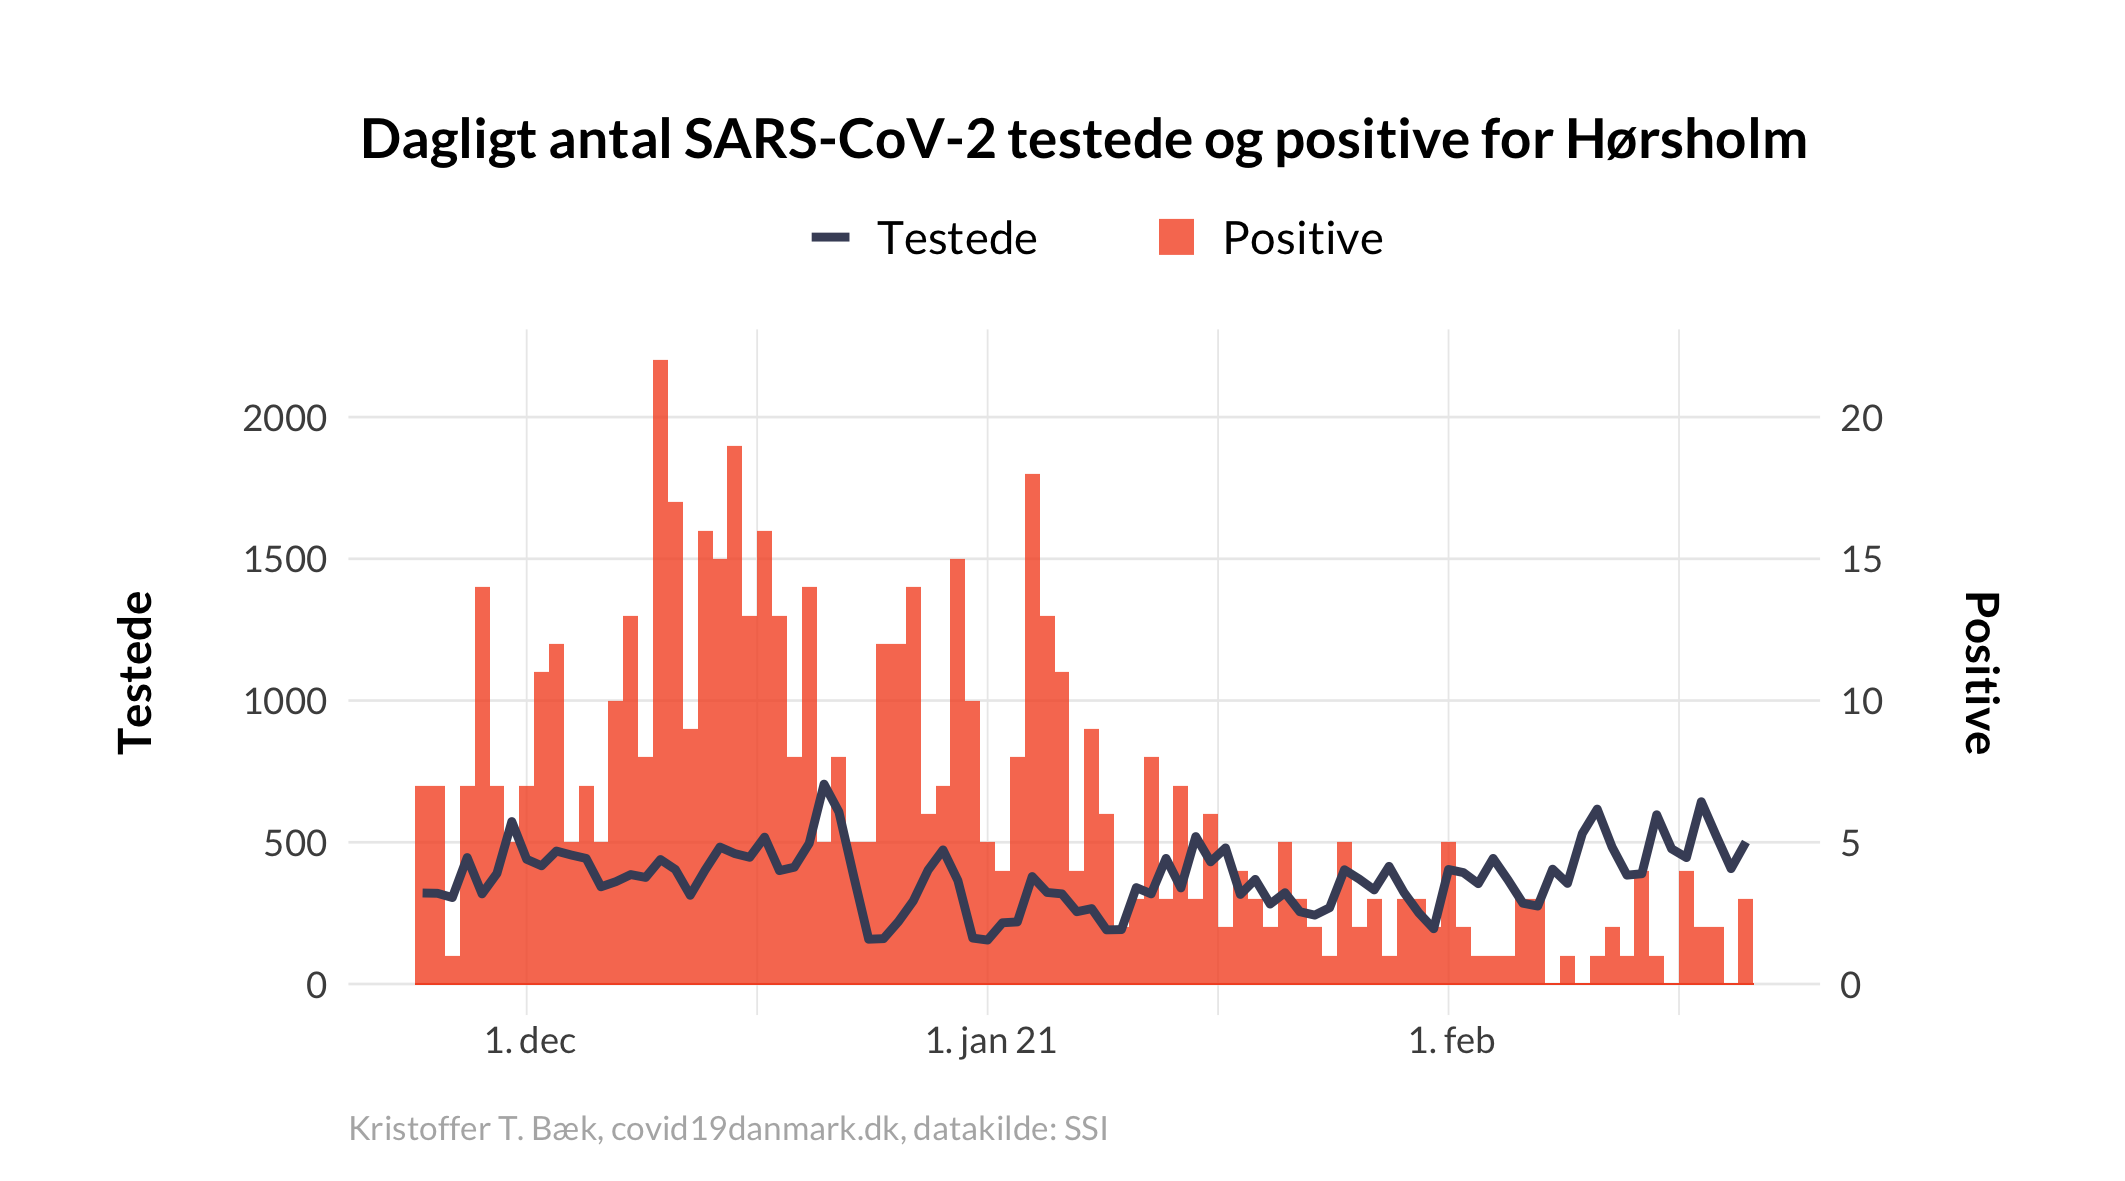 Dagligt antal SARS-CoV-2 testede og positive for Hørsholm
Testede
Positive
2000
1500
1000
500
0
20
15
10
5
0
Testede
Positive
1. dec
1. jan 21
1. feb
Kristoffer T. Bæk, covid19danmark.dk, datakilde: SSI